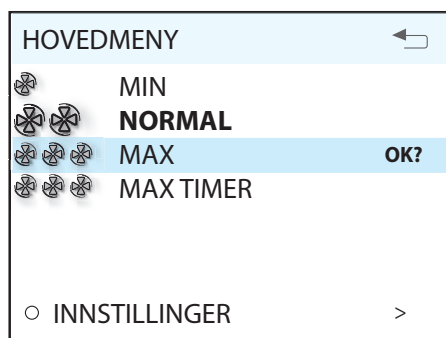 HOVEDMENY
MIN
NORMAL
MAX OK?
MAX TIMER
INNSTILLINGER >